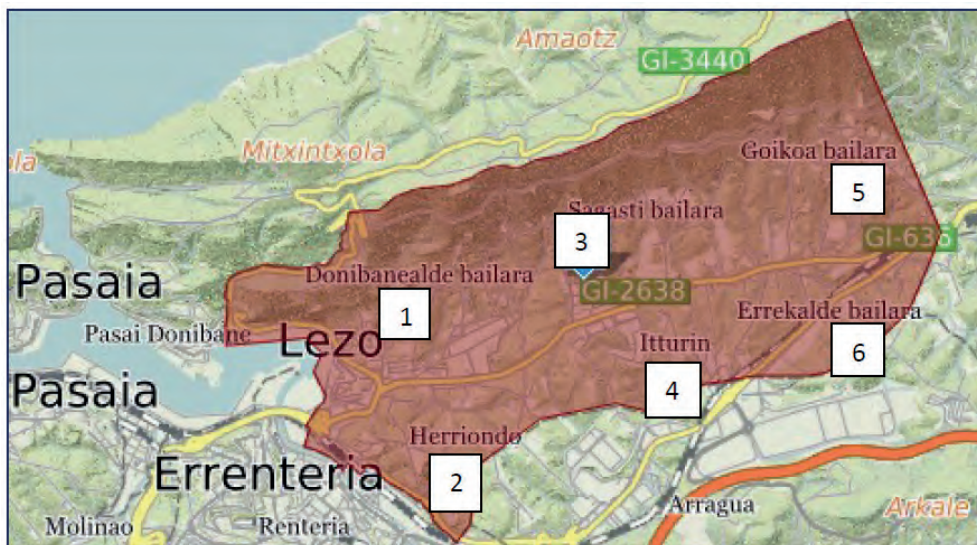 Amaotz
GI-3440
Mitxintxola
Goikoa bailara
5
Sagasti bailara
3
GI-636
Pasaia
Donibanealde bailara
GI-2638
1
Errekalde bailara
Pasai Donibane
Lezo
Itturin
6
Pasaia
4
Herriondo
Errenteria
2
Arragua
Arkale
Molinao
Renteria